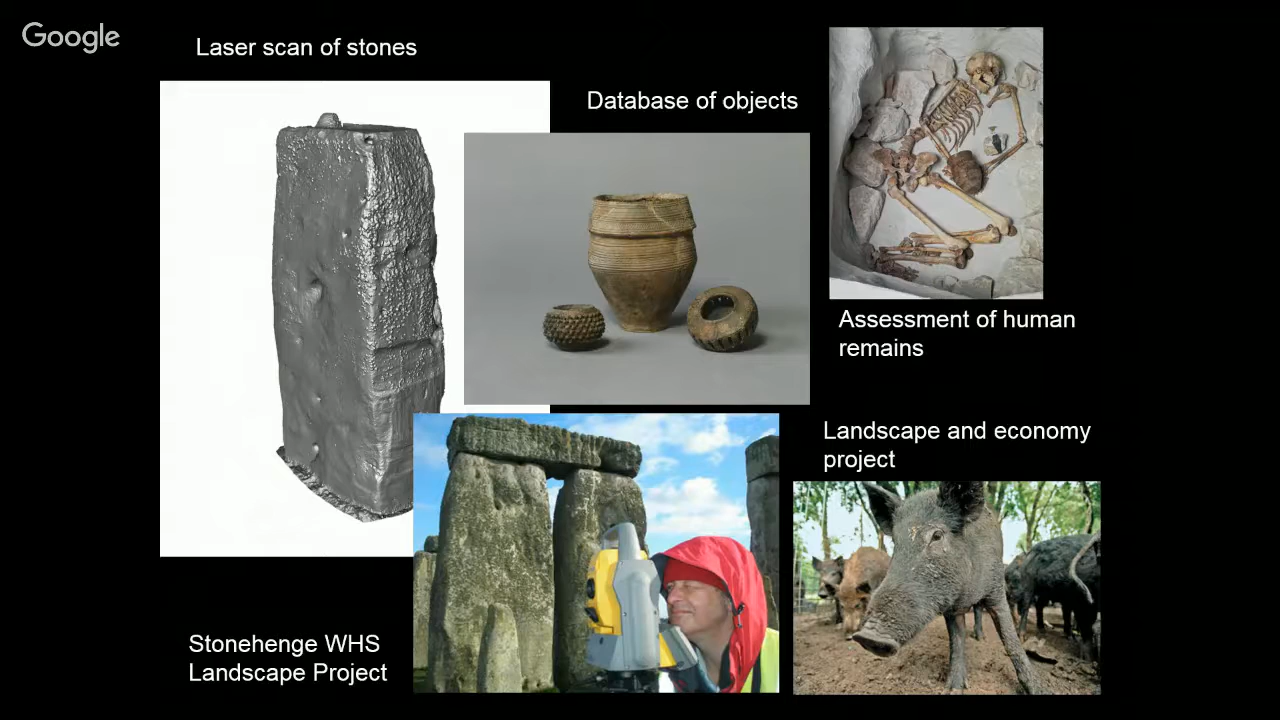 Google
Laser scan of stones
Database of objects
Assessment of human
remains
Landscape and economy
project
Stonehenge WHS
Landscape Project